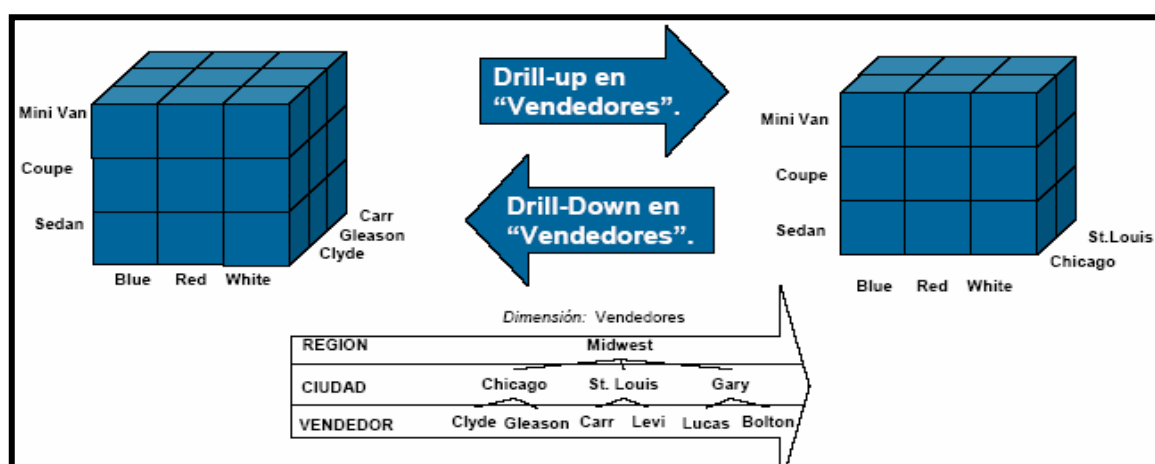 Drill-up en
“Vendedores”.
Mini Van
Coupe
Sedan
Carr
Gleason
Clyde
Blue Red White
Drill-Down en
“Vendedores”.
Mini Van
Coupe
Sedan
St.Louis
Chicago
Blue Red White
Dimensión: Vendedores
REGION Midwest
CIUDAD Chicago St. Louis Gary
VENDEDOR Clyde Gleason Carr Levi Lucas Bolton